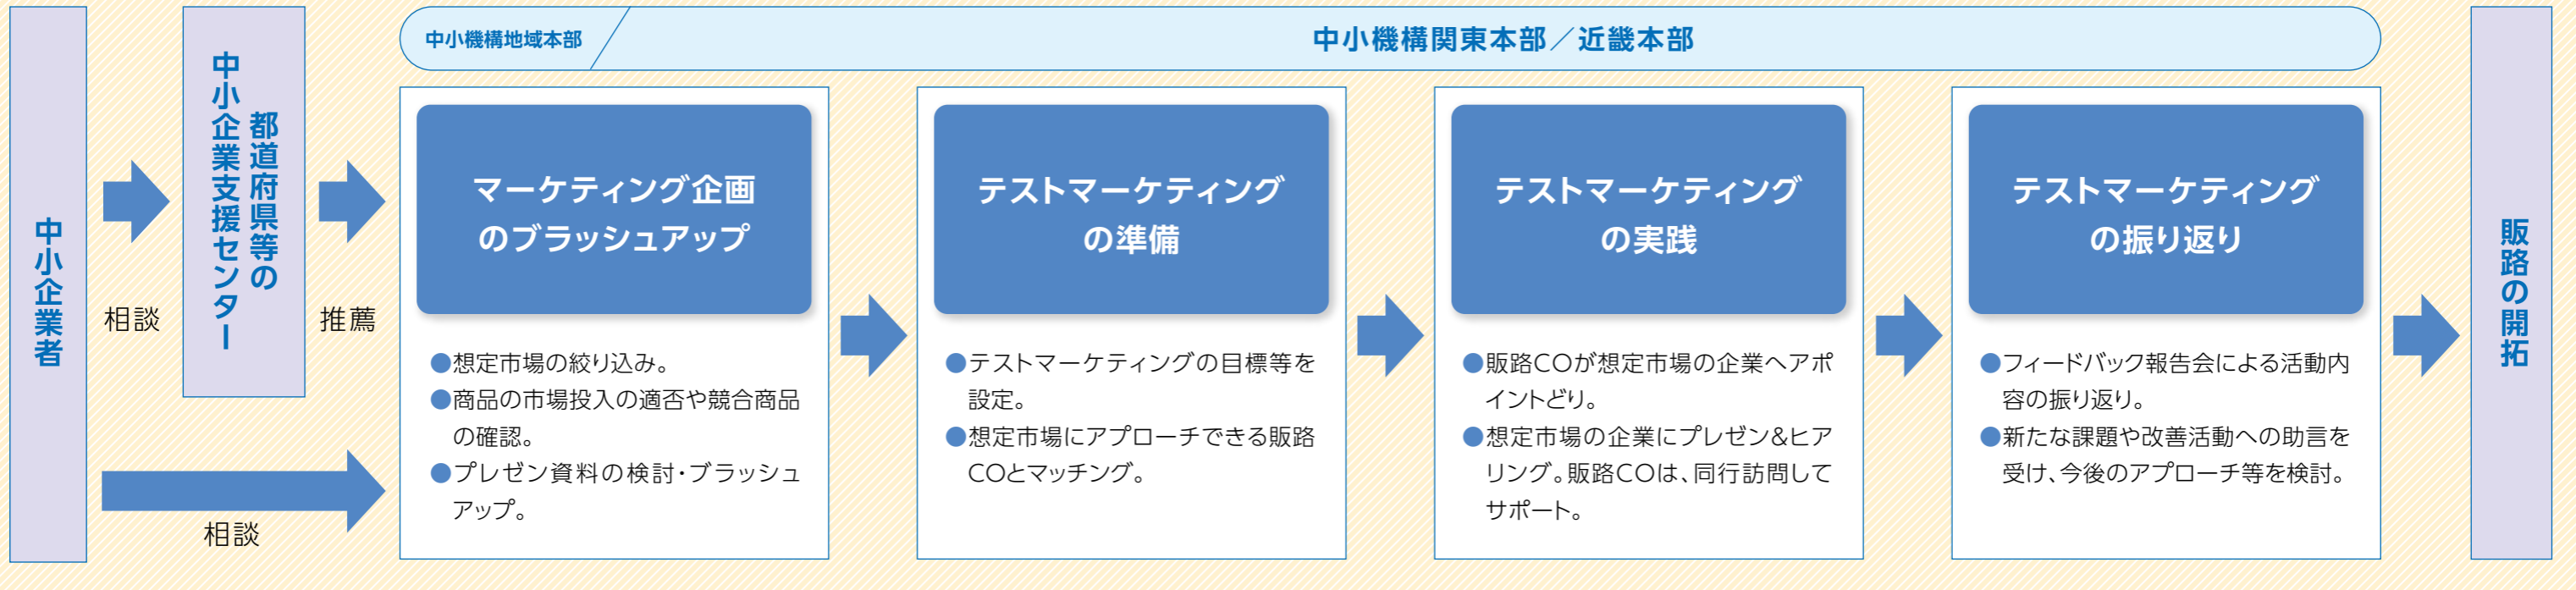 中小企業者
相談
相談
都道府県等の
中小企業支援センター
推薦
中小機構地域本部
中小機構関東本部／近畿本部
マーケティング企画
のブラッシュアップ
●想定市場の絞り込み。
●商品の市場投入の適否や競合商品
の確認。
●プレゼン資料の検討・ブラッシュ
アップ。
テストマーケティング
の準備
●テストマーケティングの目標等を
設定。
●想定市場にアプローチできる販路
COとマッチング。
テストマーケティング
の実践
●販路COが想定市場の企業へアポ
イントどり。
●想定市場の企業にプレゼン&ヒア
リング。販路COは、同行訪問して
サポート。
テストマーケティング
の振り返り
●フィードバック報告会による活動内
容の振り返り。
●新たな課題や改善活動への助言を
受け、今後のアプローチ等を検討。
販路の開拓